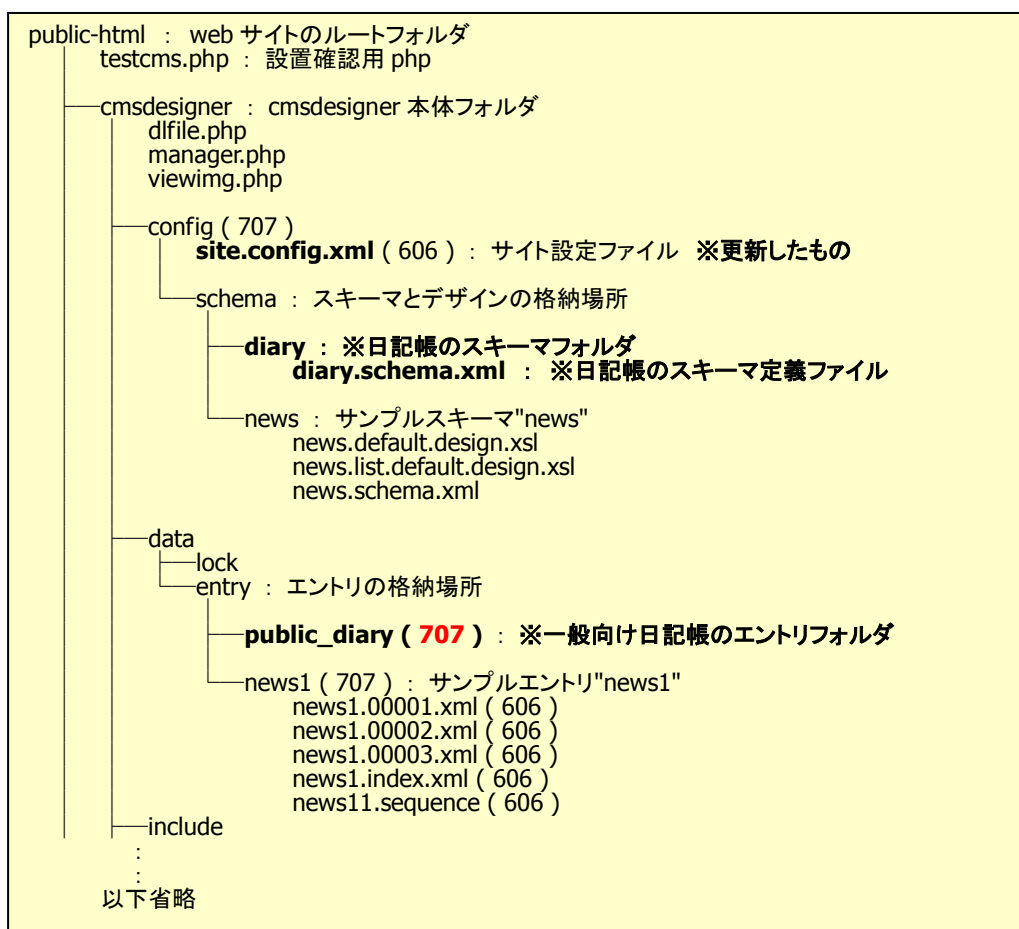 public-html ： web サイトのルートフォルダ
testcms.php ： 設置確認用 php
cmsdesigner ： cmsdesigner 本体フォルダ
dlfile.php
manager.php
viewimg.php
config ( 707 )
site.config.xml ( 606 ) ： サイト設定ファイル ※更新したもの
schema ： スキーマとデザインの格納場所
diary ： ※日記帳のスキーマフォルダ
diary.schema.xml ： ※日記帳のスキーマ定義ファイル
news ： サンプルスキーマ"news"
news.default.design.xsl
news.list.default.design.xsl
news.schema.xml
data
lock
entry ： エントリの格納場所
public_diary ( 707 ) ： ※一般向け日記帳のエントリフォルダ
news1 ( 707 ) ： サンプルエントリ"news1"
news1.00001.xml ( 606 )
news1.00002.xml ( 606 )
news1.00003.xml ( 606 )
news1.index.xml ( 606 )
news11.sequence ( 606 )
include
：
：
以下省略